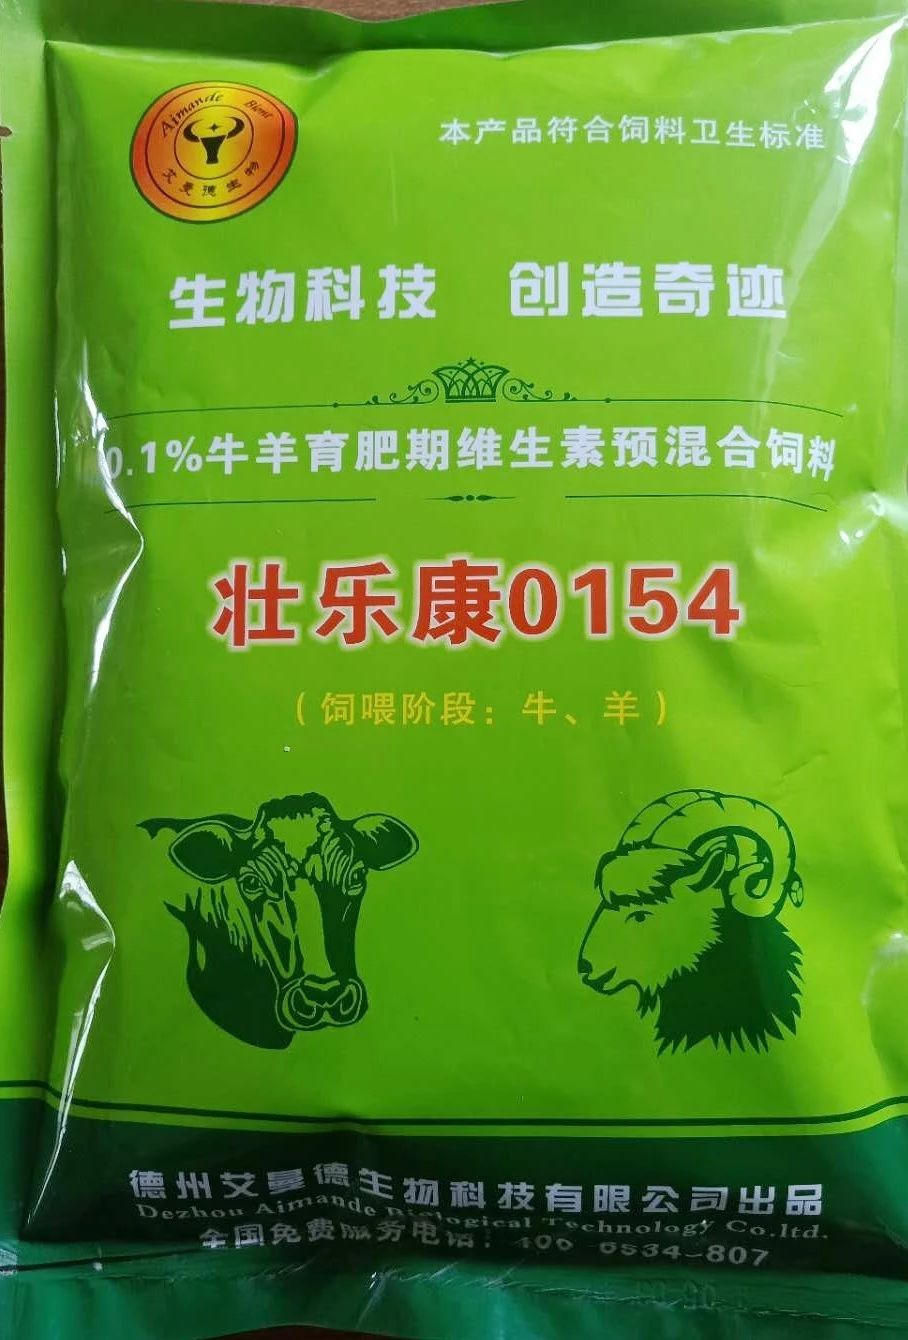 Aimande Biont
艾曼德生物
本产品符合饲料卫生标准
生物科技 创造奇迹
0.1%牛羊育肥期维生素预混合饲料
壮乐康0154
(饲喂阶段:牛、羊)
德州艾曼德生物科技有限公司出品
Dezhou Aimande Biological Technology Co.ltd.
全国免费服务电话:400-6534-807